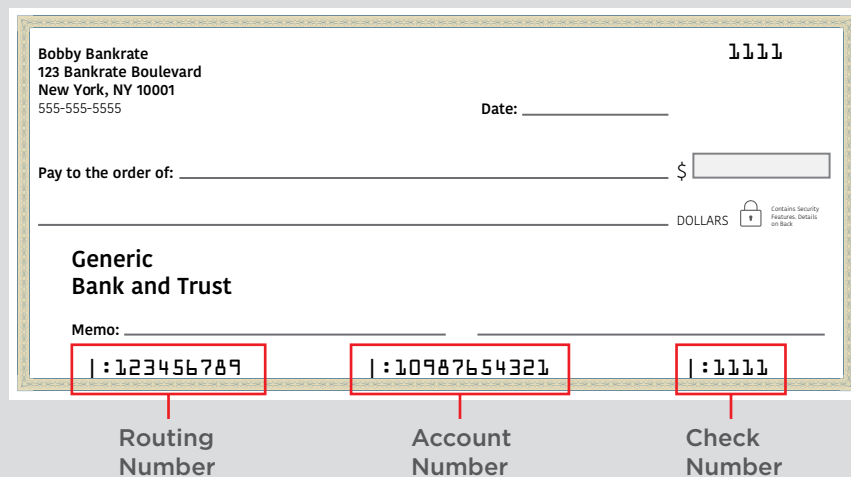 Bobby Bankrate
1111
123 Bankrate Boulevard
New York, NY 10001
555-555-5555
Date:
Pay to the order of:
$
DOLLARS
Contains Security
Features. Details
on Back
Generic
Bank and Trust
Memo:
|:123456789 |:10987654321 |:1111
Routing
Number
Account
Number
Check
Number